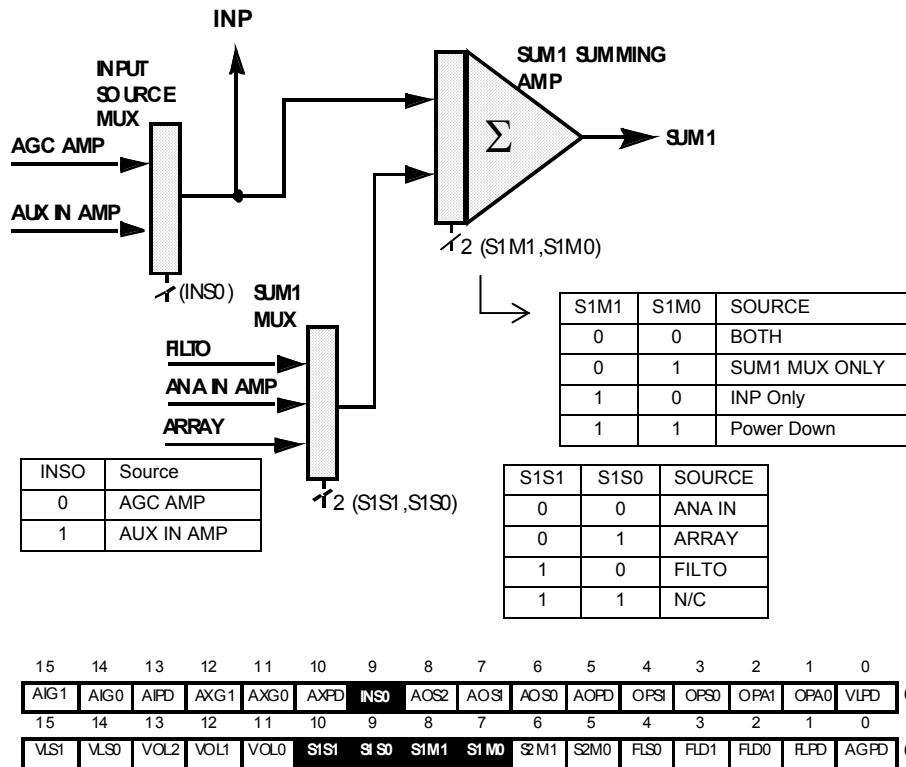 INP
INPUT
SOURCE
MUX
SUM1 SUMMING
AMP
AGC AMP
Σ
SUM1
AUX IN AMP
2 (S1M1,S1M0)
(INS0)
SUM1
MUX
S1M1 S1M0 SOURCE
0 0 BOTH
0 1 SUM1 MUX ONLY
1 0 INP Only
1 1 Power Down
FILTO
ANA IN AMP
ARRAY
INSO Source
0 AGC AMP
1 AUX IN AMP
2 (S1S1,S1S0)
S1S1 S1S0 SOURCE
0 0 ANA IN
0 1 ARRAY
1 0 FILTO
1 1 N/C
15 14 13 12 11 10 9 8 7 6 5 4 3 2 1 0
AIG1 AIG0 AIPD AXG1 AXG0 AXPD INS0 AOS2 AOS1 AOS0 AOPD OPS1 OPS0 OPA1 OPA0 VLPD
15 14 13 12 11 10 9 8 7 6 5 4 3 2 1 0
VLS1 VLS0 VOL2 VOL1 VOL0 S1S1 S1S0 S1M1 S1M0 S2M1 S2M0 FLS0 FLD1 FLD0 FLPD AGPD